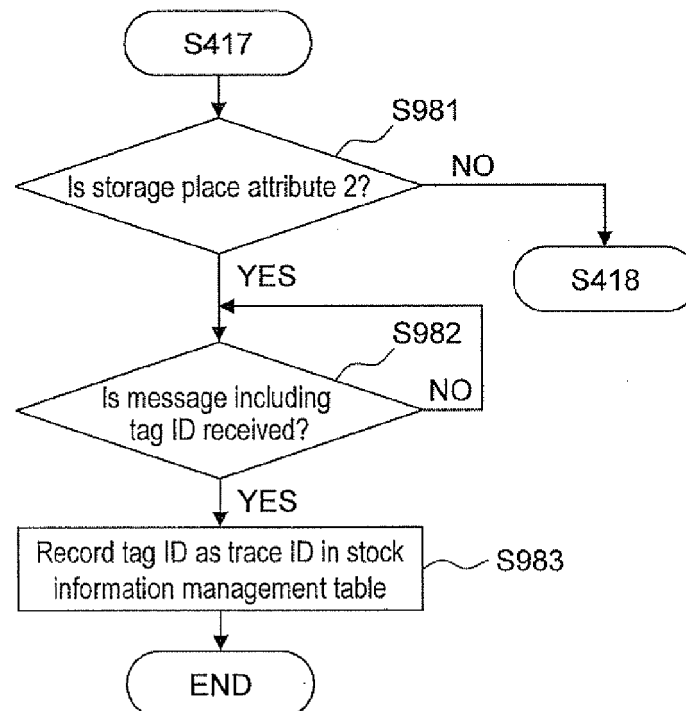 S417
S981
Is storage place attribute 2?
NO
YES
S418
S982
Is message including
tag ID received?
NO
YES
Record tag ID as trace ID in stock
information management table
S983
END